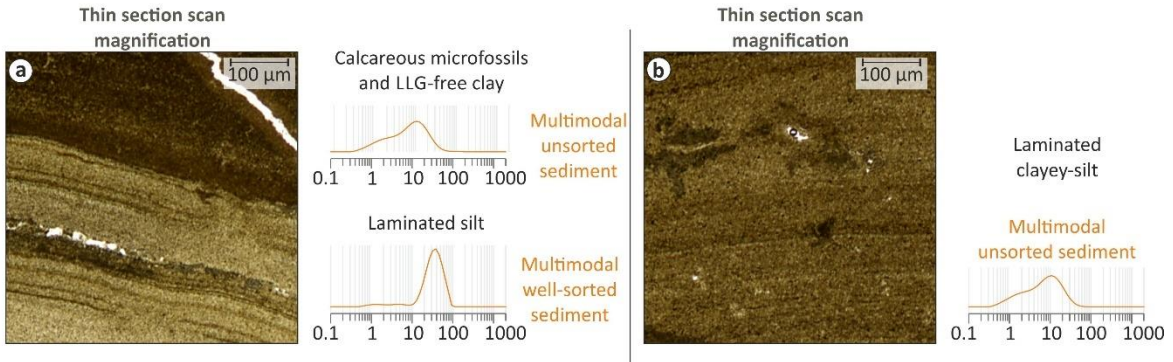 Thin section scan
magnification
a
100 µm
Calcareous microfossils
and LLG-free clay
Multimodal
unsorted
sediment
0.1 1 10 100 1000
Laminated silt
Multimodal
well-sorted
sediment
0.1 1 10 100 1000
Thin section scan
magnification
b
100 µm
Laminated
clayey-silt
Multimodal
unsorted sediment
0.1 1 10 100 1000